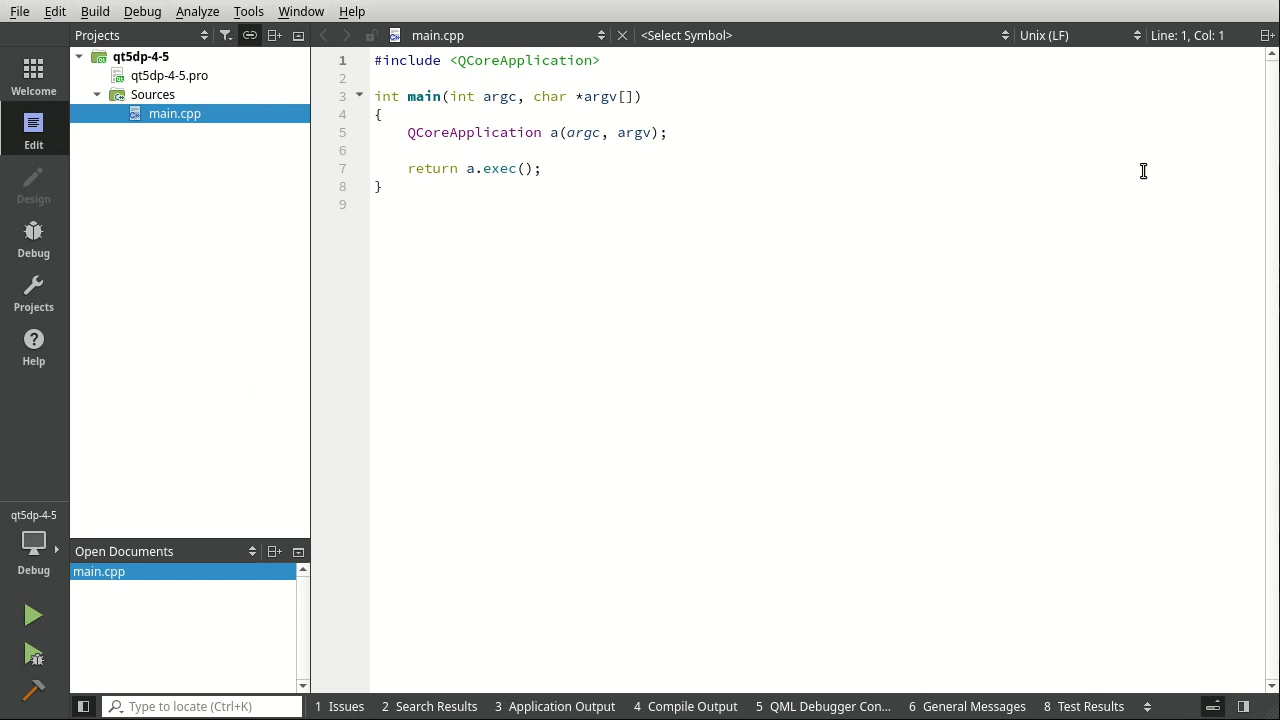 File Edit Build Debug Analyze Tools Window Help
Projects
main.cpp
<Select Symbol>
Unix (LF)
Line: 1, Col: 1
Welcome
Edit
Design
Debug
Projects
Help
qt5dp-4-5
Debug
qt5dp-4-5
qt5dp-4-5.pro
Sources
main.cpp
1 #include <QCoreApplication>
2
3 int main(int argc, char *argv[])
4 {
5     QCoreApplication a(argc, argv);
6
7     return a.exec();
8 }
9
Open Documents
main.cpp
Type to locate (Ctrl+K)
1 Issues 2 Search Results 3 Application Output 4 Compile Output 5 QML Debugger Con... 6 General Messages 8 Test Results